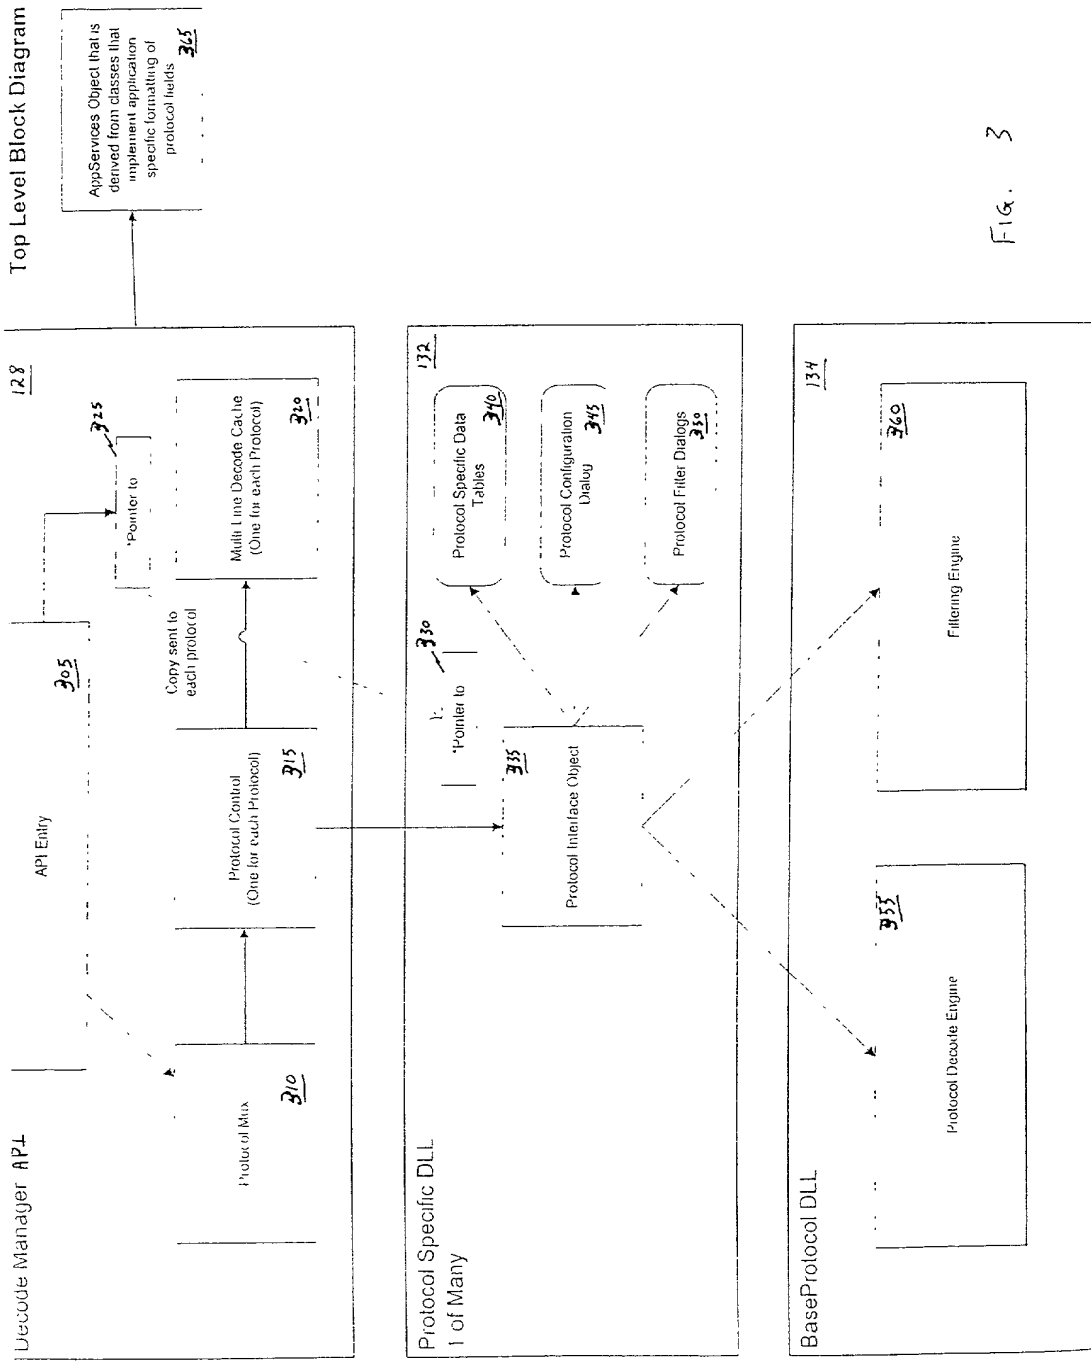 Top Level Block Diagram
Decode Manager API
128
API Entry
305
*Pointer to
325
AppServices Object that is
derived from classes that
implement application
specific formatting of
protocol fields
365
Copy sent to
each protocol
Protocol Mux
310
Protocol Control
(One for each Protocol)
315
Multi Line Decode Cache
(One for each Protocol)
320
Protocol Specific DLL
1 of Many
132
*Pointer to
330
Protocol Interface Object
335
Protocol Specific Data
Tables
340
Protocol Configuration
Dialog
345
Protocol Filter Dialogs
350
BaseProtocol DLL
134
Protocol Decode Engine
355
Filtering Engine
360
FIG. 3